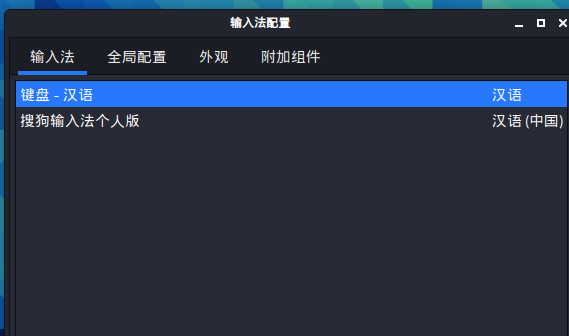 输入法配置
输入法 全局配置 外观 附加组件
键盘 - 汉语 汉语
搜狗输入法个人版 汉语 (中国)